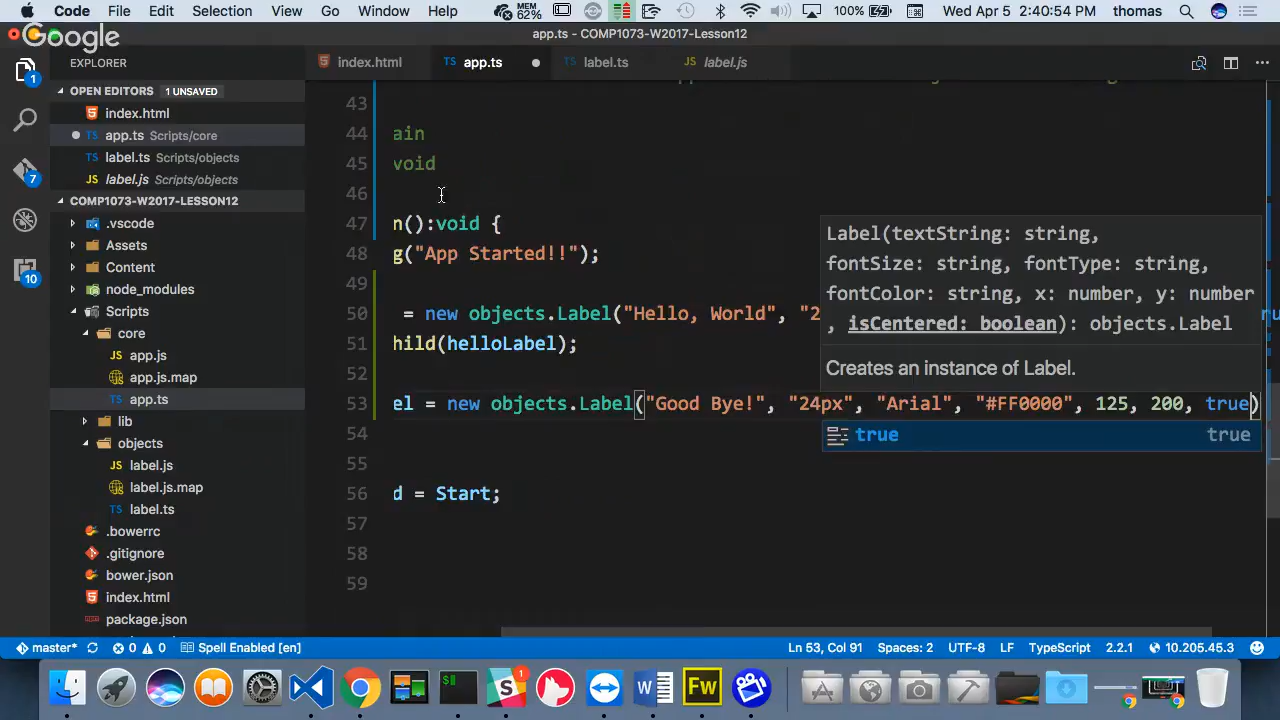 Code File Edit Selection View Go Help Window MEM 62% 100% Wed Apr 5 2:40:54 PM thomas
Google
app.ts - COMP1073-W2017-Lesson12
EXPLORER
index.html app.ts label.ts label.js
OPEN EDITORS 1 UNSAVED
index.html
app.ts Scripts/core
label.ts Scripts/objects
label.js Scripts/objects
COMP1073-W2017-LESSON12
.vscode
Assets
Content
node_modules
Scripts
core
app.js
app.js.map
app.ts
lib
objects
label.js
label.js.map
label.ts
.bowerrc
.gitignore
bower.json
index.html
package.json
1
7
10
43
44 ain
45 void
46
47 n():void {
48 g("App Started!!");
49
50 = new objects.Label("Hello, World", "2
51 hild(helloLabel);
52
53 el = new objects.Label("Good Bye!", "24px", "Arial", "#FF0000", 125, 200, true)
54
55
56 d = Start;
57
58
59
Label(textString: string,
fontSize: string, fontType: string,
fontColor: string, x: number, y: number
, isCentered: boolean): objects.Label
Creates an instance of Label.
true true
master* 0 0 Spell Enabled [en] Ln 53, Col 91 Spaces: 2 UTF-8 LF TypeScript 2.2.1 10.205.45.3
1
W
Fw